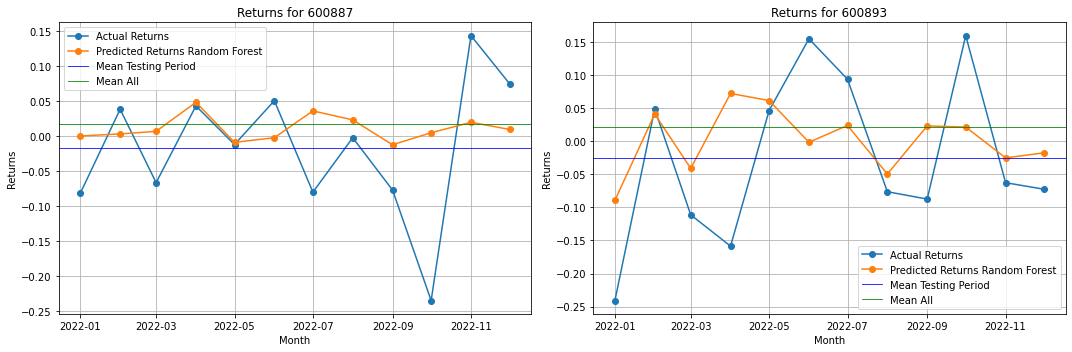 Returns for 600887
Actual Returns
Predicted Returns Random Forest
Mean Testing Period
Mean All
0.15
0.10
0.05
0.00
−0.05
−0.10
−0.15
−0.20
−0.25
Returns
2022-01 2022-03 2022-05 2022-07 2022-09 2022-11
Month
Returns for 600893
0.15
0.10
0.05
0.00
−0.05
−0.10
−0.15
−0.20
−0.25
Returns
Actual Returns
Predicted Returns Random Forest
Mean Testing Period
Mean All
2022-01 2022-03 2022-05 2022-07 2022-09 2022-11
Month